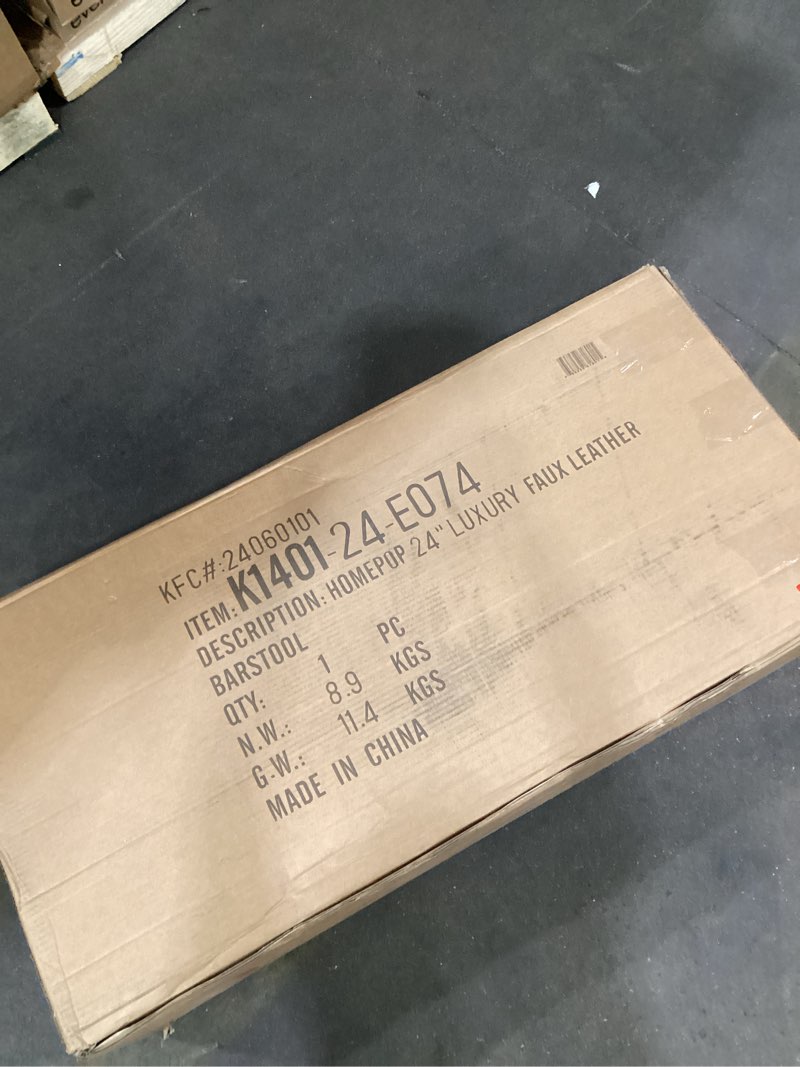 KFC#:24060101
ITEM: K1401-24-E074
DESCRIPTION: HOMEPOP 24" LUXURY FAUX LEATHER
BARSTOOL
QTY: 1 PC
N.W.: 8.9 KGS
G.W.: 11.4 KGS
MADE IN CHINA